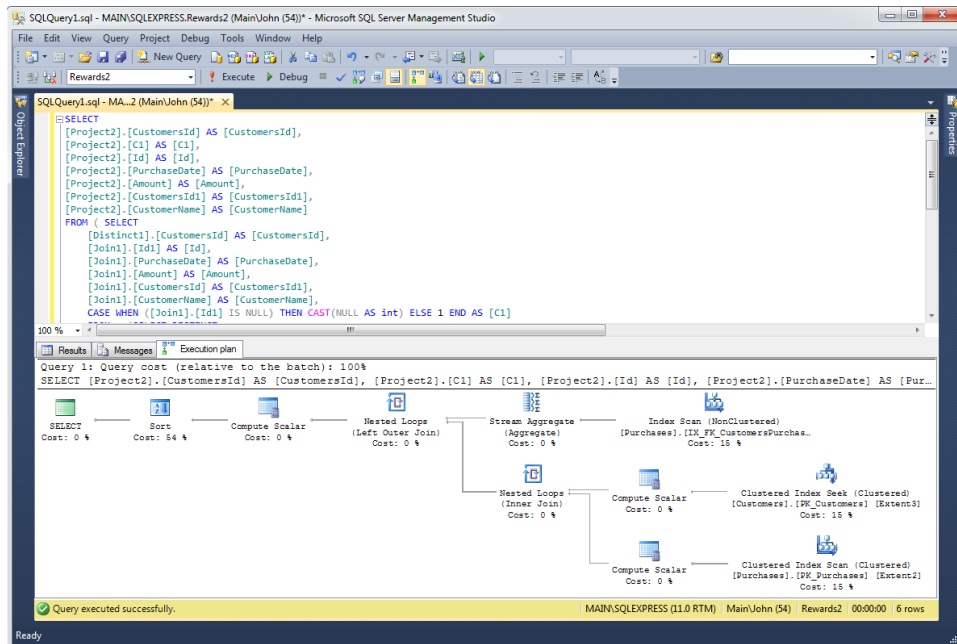 SQLQuery1.sql - MAIN\SQLEXPRESS.Rewards2 (Main\John (54))* - Microsoft SQL Server Management Studio
File Edit View Query Project Debug Tools Window Help
New Query
Rewards2 Execute Debug
SQLQuery1.sql - MA...2 (Main\John (54))*
Object Explorer
Properties
SELECT
[Project2].[CustomersId] AS [CustomersId],
[Project2].[C1] AS [C1],
[Project2].[Id] AS [Id],
[Project2].[PurchaseDate] AS [PurchaseDate],
[Project2].[Amount] AS [Amount],
[Project2].[CustomersId1] AS [CustomersId1],
[Project2].[CustomerName] AS [CustomerName]
FROM ( SELECT
[Distinct1].[CustomersId] AS [CustomersId],
[Join1].[Id1] AS [Id],
[Join1].[PurchaseDate] AS [PurchaseDate],
[Join1].[Amount] AS [Amount],
[Join1].[CustomersId] AS [CustomersId1],
[Join1].[CustomerName] AS [CustomerName],
CASE WHEN ([Join1].[Id1] IS NULL) THEN CAST(NULL AS int) ELSE 1 END AS [C1]
100 %
Results Messages Execution plan
Query 1: Query cost (relative to the batch): 100%
SELECT [Project2].[CustomersId] AS [CustomersId], [Project2].[C1] AS [C1], [Project2].[Id] AS [Id], [Project2].[PurchaseDate] AS [Pur...
SELECT
Cost: 0 %
Sort
Cost: 54 %
Compute Scalar
Cost: 0 %
Nested Loops
(Left Outer Join)
Cost: 0 %
Stream Aggregate
(Aggregate)
Cost: 0 %
Index Scan (NonClustered)
[Purchases].[IX_FK_CustomersPurchas...
Cost: 15 %
Nested Loops
(Inner Join)
Cost: 0 %
Compute Scalar
Cost: 0 %
Clustered Index Seek (Clustered)
[Customers].[PK_Customers] [Extent3]
Cost: 15 %
Compute Scalar
Cost: 0 %
Clustered Index Scan (Clustered)
[Purchases].[PK_Purchases] [Extent2]
Cost: 15 %
Query executed successfully.
MAIN\SQLEXPRESS (11.0 RTM) Main\John (54) Rewards2 00:00:00 6 rows
Ready